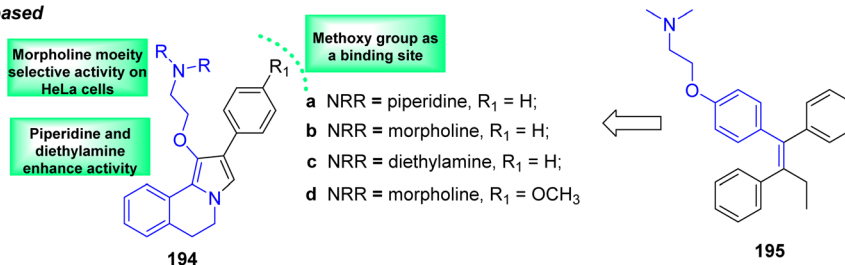 ased
Morpholine moeity
selective activity on
HeLa cells
Piperidine and
diethylamine
enhance activity
R
N
R
O
N
R1
194
Methoxy group as
a binding site
a NRR = piperidine, R1 = H;
b NRR = morpholine, R1 = H;
c NRR = diethylamine, R1 = H;
d NRR = morpholine, R1 = OCH3
N
O
195